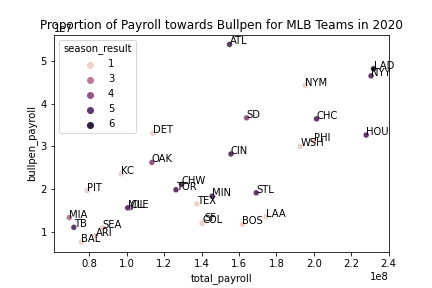 Proportion of Payroll towards Bullpen for MLB Teams in 2020
1e7
season_result
1
3
4
5
6
ATL
LAD
NYY
NYM
SD
CHC
DET
HOU
PHI
WSH
CIN
OAK
KC
CHW
TOR
PIT
MIN
STL
TEX
MIL
CLE
MIA
SF
COL
LAA
BOS
TB
SEA
ARI
BAL
5
4
3
2
1
bullpen_payroll
0.8
1.0
1.2
1.4
1.6
1.8
2.0
2.2
2.4
1e8
total_payroll